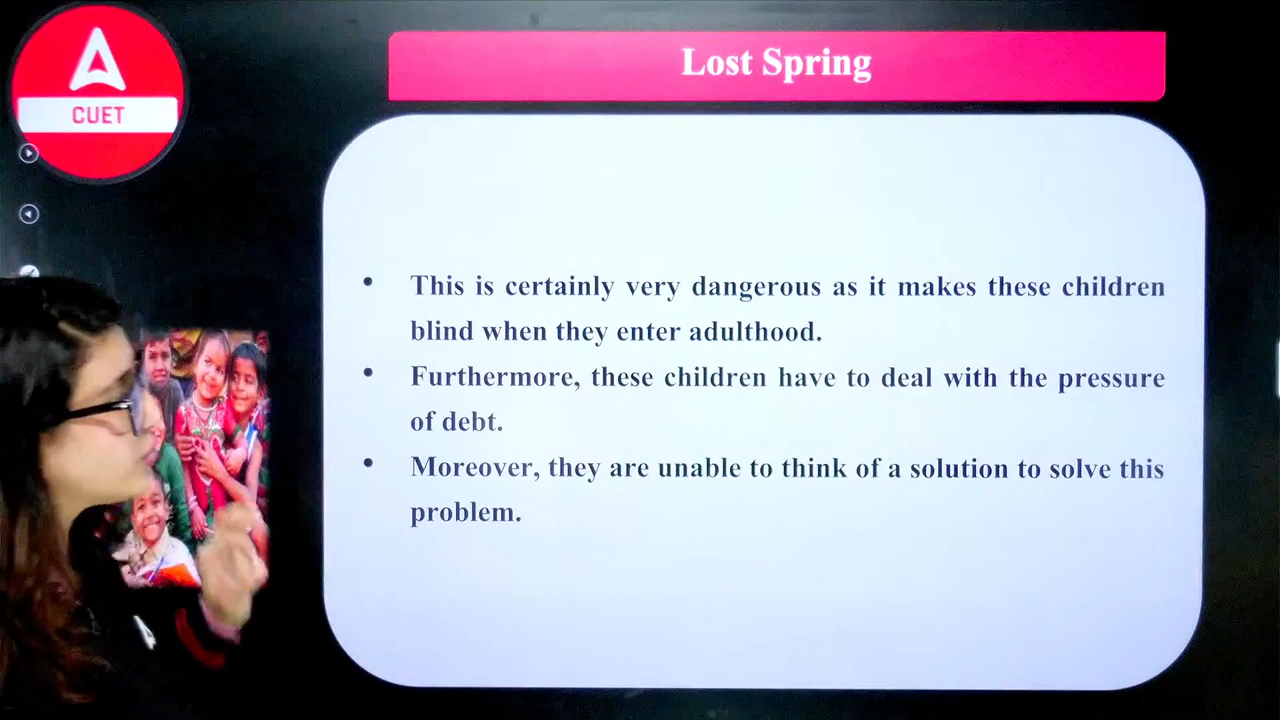 CUET
Lost Spring
• This is certainly very dangerous as it makes these children
blind when they enter adulthood.
• Furthermore, these children have to deal with the pressure
of debt.
• Moreover, they are unable to think of a solution to solve this
problem.